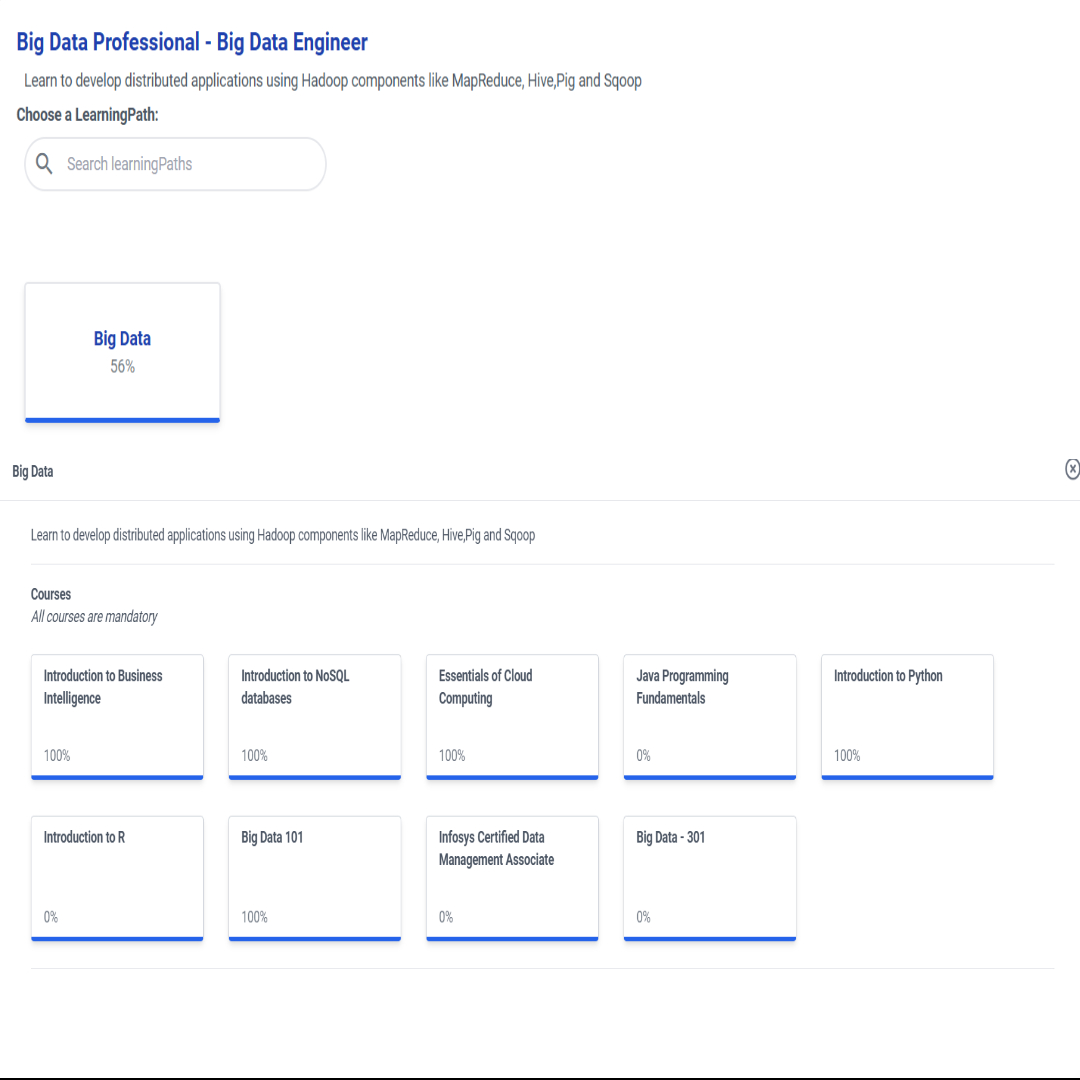 Big Data Professional - Big Data Engineer
Learn to develop distributed applications using Hadoop components like MapReduce, Hive,Pig and Sqoop
Choose a LearningPath:
Search learningPaths
Big Data
56%
Big Data
Learn to develop distributed applications using Hadoop components like MapReduce, Hive,Pig and Sqoop
Courses
All courses are mandatory
Introduction to Business
Intelligence
100%
Introduction to NoSQL
databases
100%
Essentials of Cloud
Computing
100%
Java Programming
Fundamentals
0%
Introduction to Python
100%
Introduction to R
0%
Big Data 101
100%
Infosys Certified Data
Management Associate
0%
Big Data - 301
0%